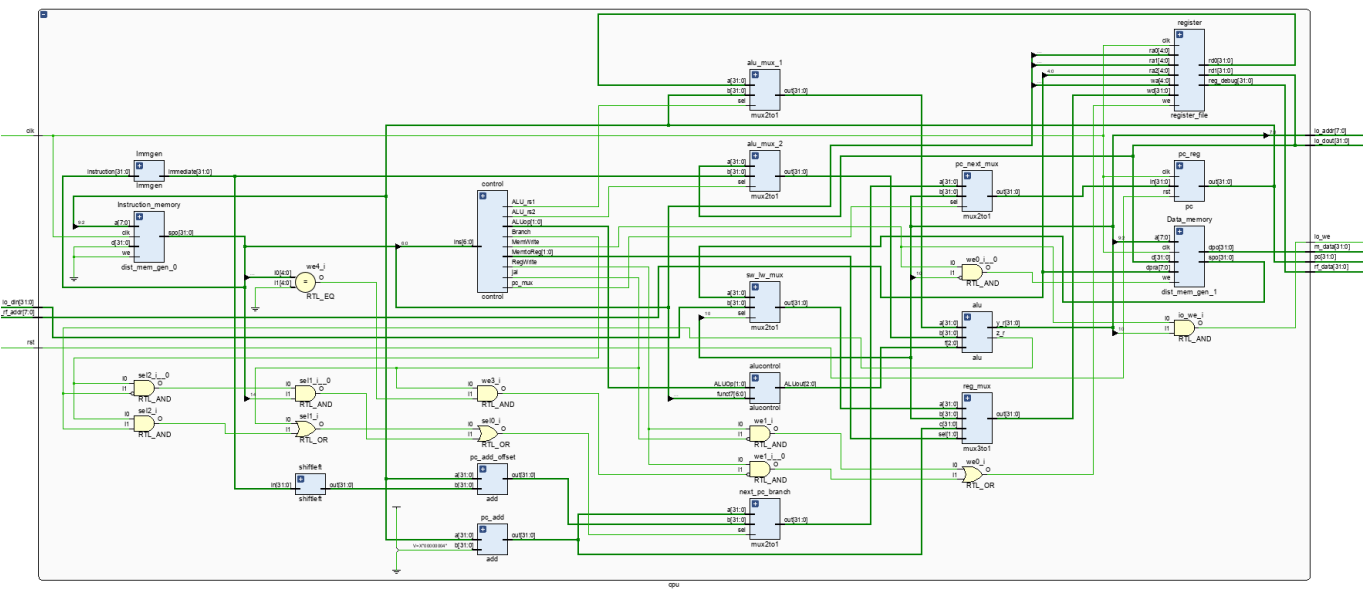 register
clk
ra0[4:0]
ra1[4:0]
ra2[4:0]
wa[4:0]
wd[31:0]
we
rd0[31:0]
rd1[31:0]
reg_debug[31:0]
register_file
alu_mux_1
a[31:0]
b[31:0]
sel
out[31:0]
mux2to1
clk
io_addr[7:0]
io_dout[31:0]
Immgen
instruction[31:0]
immediate[31:0]
Immgen
alu_mux_2
a[31:0]
b[31:0]
sel
out[31:0]
mux2to1
pc_next_mux
a[31:0]
b[31:0]
sel
out[31:0]
mux2to1
pc_reg
clk
in[31:0]
rst
out[31:0]
pc
control
ins[6:0]
ALU_rs1
ALU_rs2
ALUop[1:0]
Branch
MemWrite
MemtoReg[1:0]
RegWrite
jal
pc_mux
control
Instruction_memory
9:2
a[7:0]
clk
d[31:0]
we
spo[31:0]
dist_mem_gen_0
6:0
Data_memory
9:2
a[7:0]
clk
d[31:0]
dpra[7:0]
we
dpo[31:0]
spo[31:0]
dist_mem_gen_1
io_we
m_data[31:0]
pc[31:0]
rf_data[31:0]
we4_i
I0[4:0]
I1[4:0]
O
RTL_EQ
we0_i__0
I0
I1
O
RTL_AND
sw_lw_mux
a[31:0]
b[31:0]
sel
out[31:0]
mux2to1
io_din[31:0]
rf_addr[7:0]
rst
alu
a[31:0]
b[31:0]
f[2:0]
y_r[31:0]
z_r
alu
io_we_i
I0
I1
O
RTL_AND
sel2_i__0
I0
I1
O
RTL_AND
sel1_i__0
I0
I1
O
RTL_AND
we3_i
I0
I1
O
RTL_AND
alucontrol
ALUOp[1:0]
funct7[6:0]
ALUout[2:0]
alucontrol
reg_mux
a[31:0]
b[31:0]
c[31:0]
sel[1:0]
out[31:0]
mux3to1
sel2_i
I0
I1
O
RTL_AND
sel1_i
I0
I1
O
RTL_OR
sel0_i
I0
I1
O
RTL_OR
we1_i
I0
I1
O
RTL_AND
we1_i__0
I0
I1
O
RTL_AND
we0_i
I0
I1
O
RTL_OR
shiftleft
in[31:0]
out[31:0]
shiftleft
pc_add_offset
a[31:0]
b[31:0]
out[31:0]
add
next_pc_branch
a[31:0]
b[31:0]
sel
out[31:0]
mux2to1
pc_add
a[31:0]
V=X"00000004"
b[31:0]
out[31:0]
add
cpu